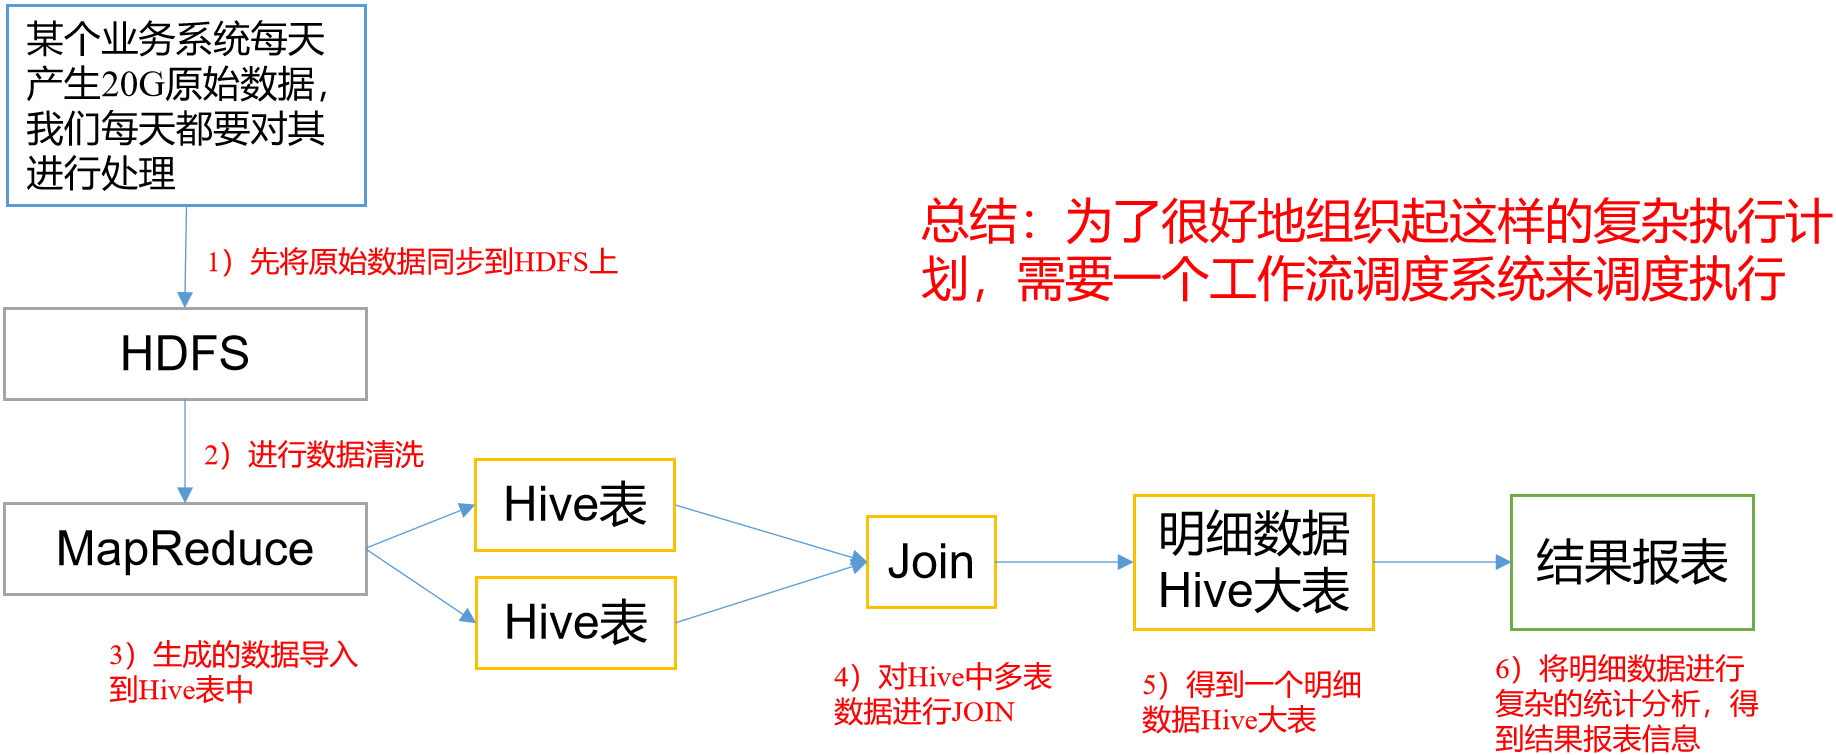 某个业务系统每天
产生20G原始数据，
我们每天都要对其
进行处理
1）先将原始数据同步到HDFS上
总结：为了很好地组织起这样的复杂执行计
划，需要一个工作流调度系统来调度执行
HDFS
2）进行数据清洗
MapReduce
Hive表
Hive表
Join
明细数据
Hive大表
结果报表
3）生成的数据导入
到Hive表中
4）对Hive中多表
数据进行JOIN
5）得到一个明细
数据Hive大表
6）将明细数据进行
复杂的统计分析，得
到结果报表信息